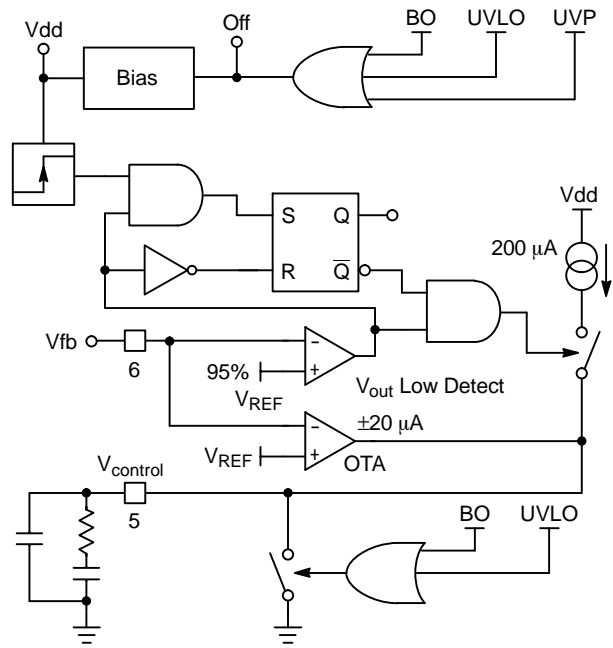 BO UVLO UVP
Off
Vdd
Bias
Vdd
S Q
200 μA
R Q̅
Vfb
6
95%
VREF
Vout Low Detect
±20 μA
VREF
OTA
Vcontrol
5
BO UVLO